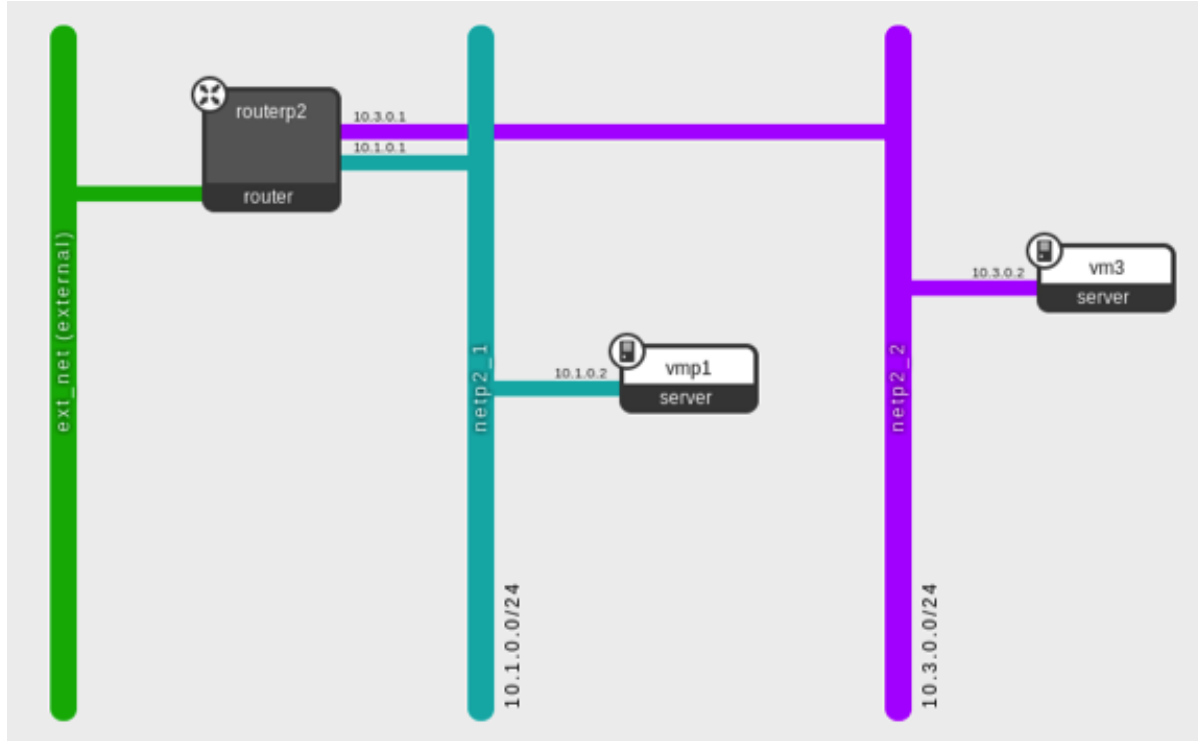 routerp2
router
10.3.0.1
10.1.0.1
ext_net (external)
netp2_1
10.1.0.0/24
10.1.0.2
vmp1
server
netp2_2
10.3.0.0/24
10.3.0.2
vm3
server